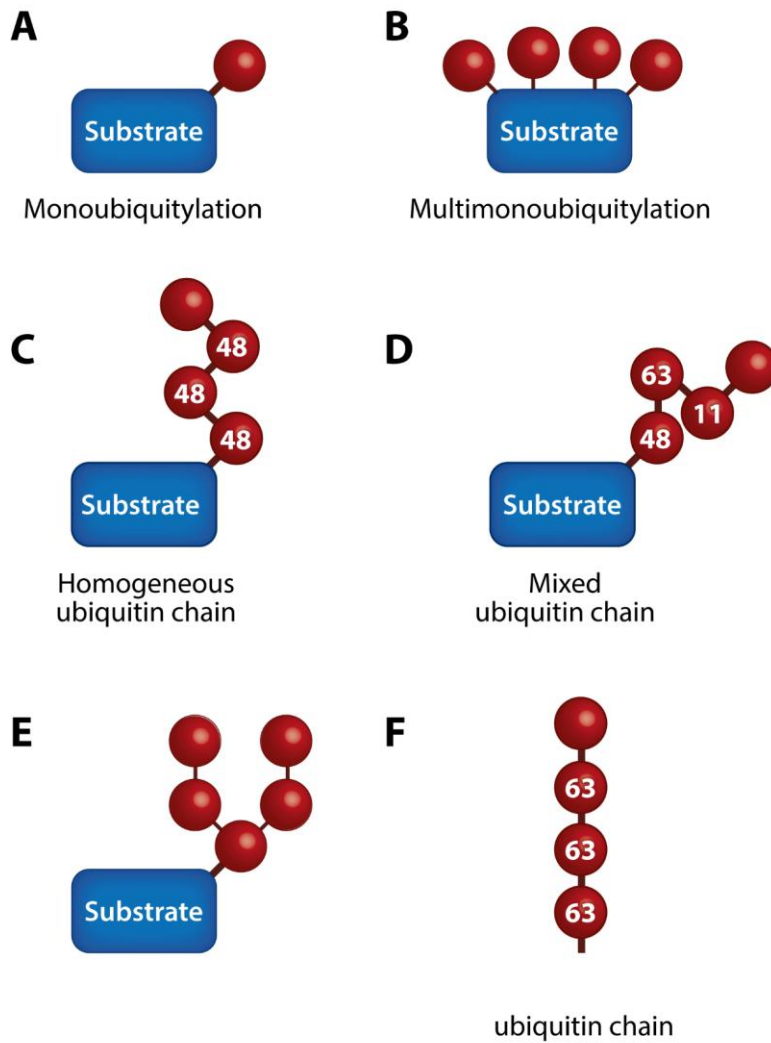 A
B
Substrate
Substrate
Monoubiquitylation
Multimonoubiquitylation
C
48
48
48
Substrate
Homogeneous
ubiquitin chain
D
63
11
48
Substrate
Mixed
ubiquitin chain
E
Substrate
F
63
63
63
ubiquitin chain